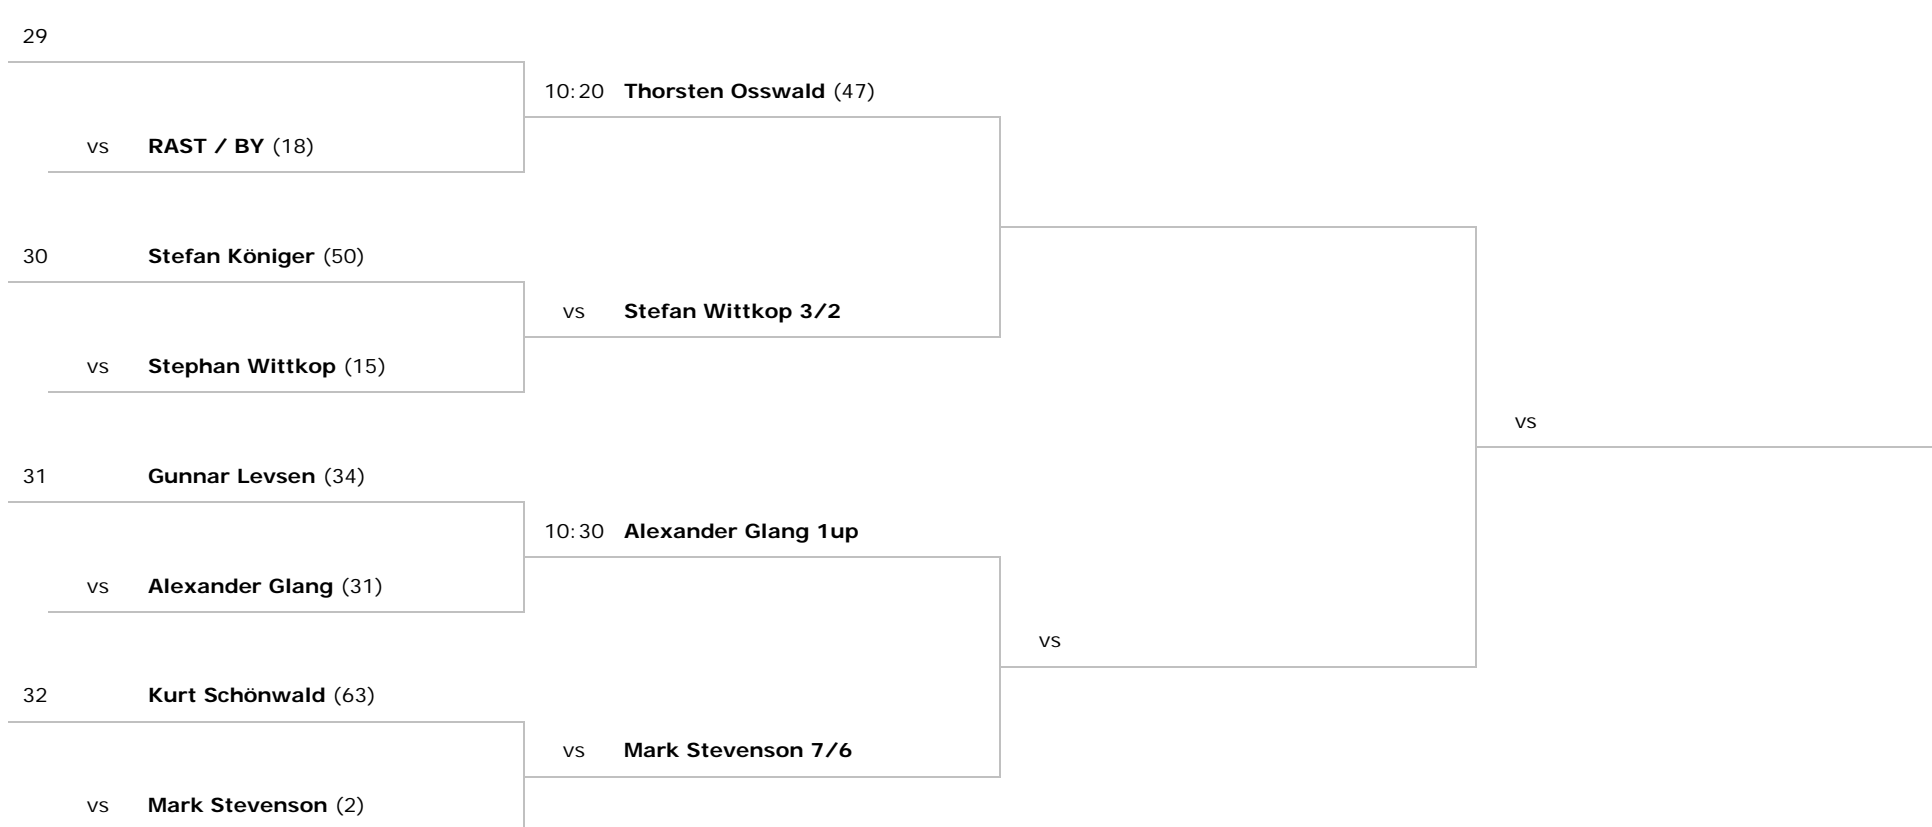 29
10:20 Thorsten Osswald (47)
vs RAST / BY (18)
30 Stefan Königer (50)
vs Stefan Wittkop 3/2
vs Stephan Wittkop (15)
vs
31 Gunnar Levsen (34)
10:30 Alexander Glang 1up
vs Alexander Glang (31)
vs
32 Kurt Schönwald (63)
vs Mark Stevenson 7/6
vs Mark Stevenson (2)